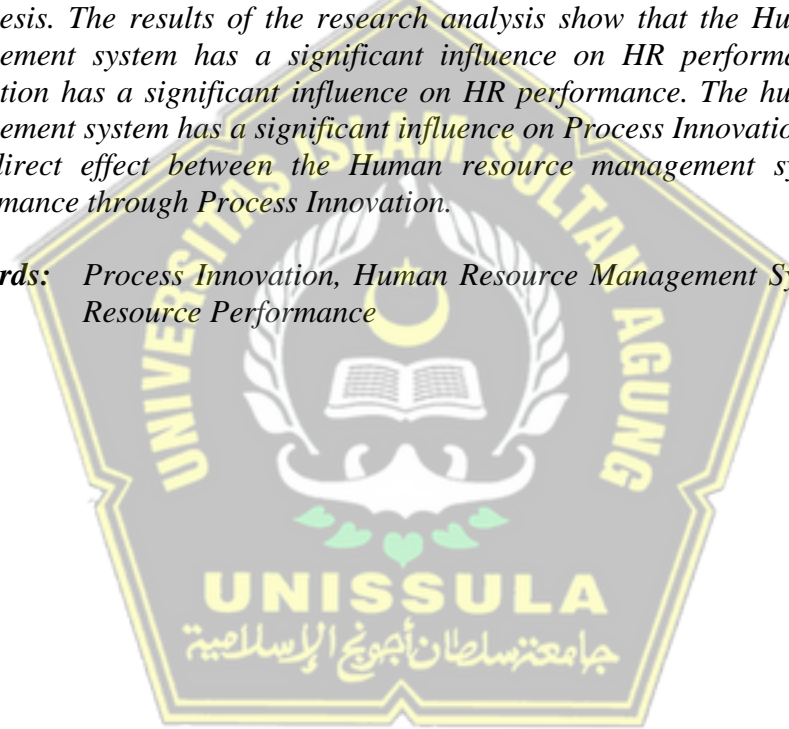 esis. The results of the research analysis show that the Hu
ement system has a significant influence on HR performa
tion has a significant influence on HR performance. The hu
ement system has a significant influence on Process Innovatio
direct effect between the Human resource management sy
mance through Process Innovation.
rds: Process Innovation, Human Resource Management Sy
Resource Performance
UNIVERSITAS ISLAM SULTAN AGUNG
UNISSULA
جامعننسلطان أجونج الإسلامية